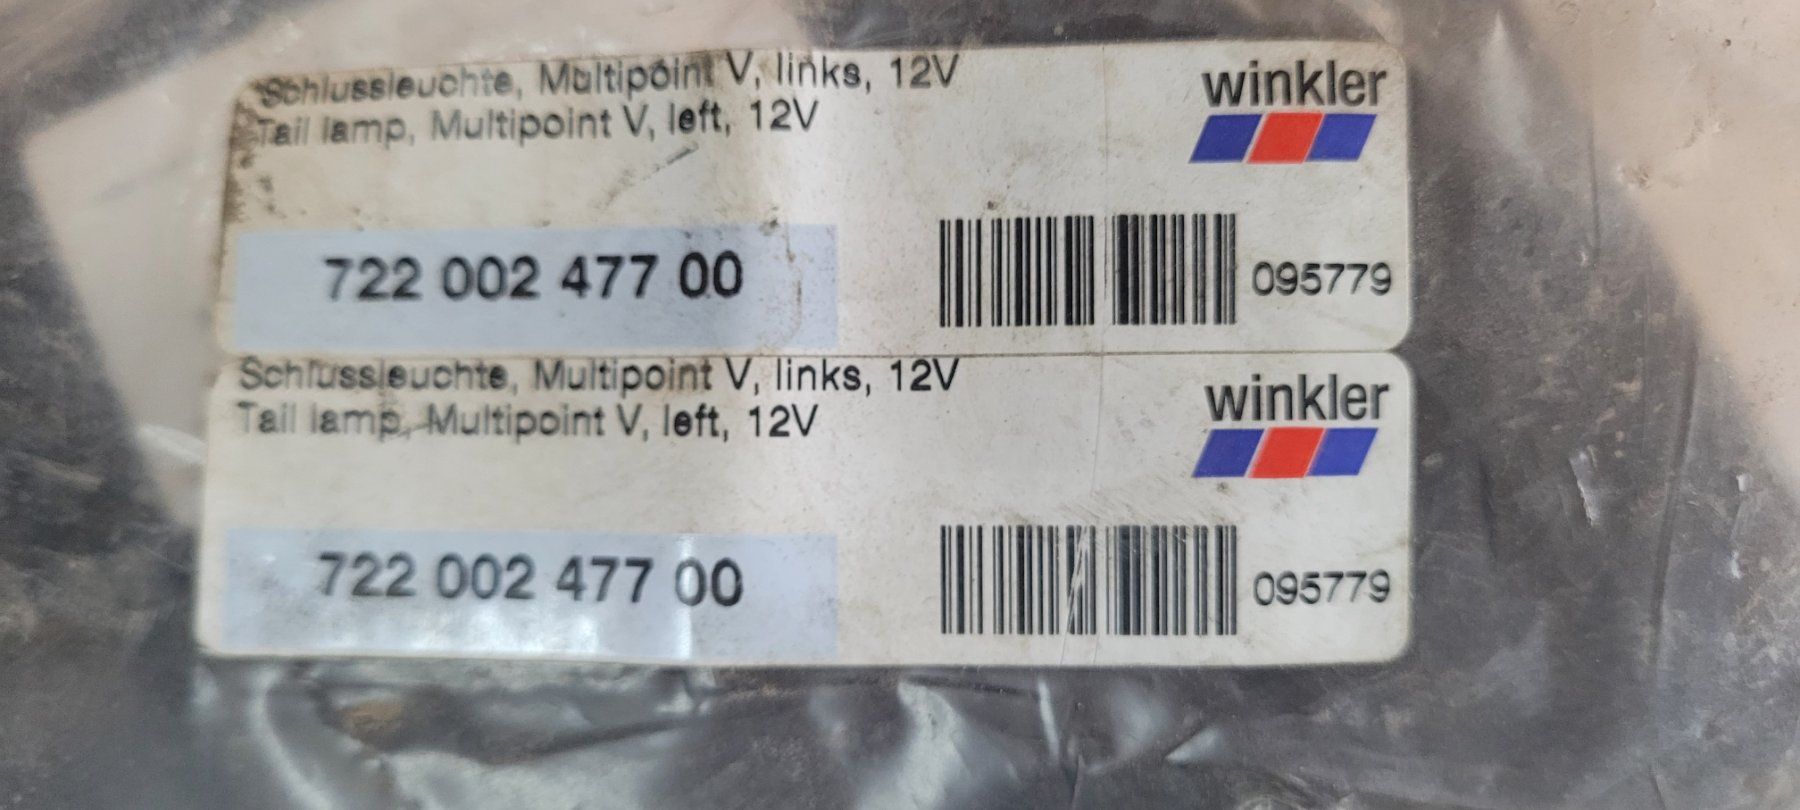 Schlussleuchte, Multipoint V, links, 12V
Tail lamp, Multipoint V, left, 12V
winkler
722 002 477 00
095779
Schlussleuchte, Multipoint V, links, 12V
Tail lamp, Multipoint V, left, 12V
winkler
722 002 477 00
095779